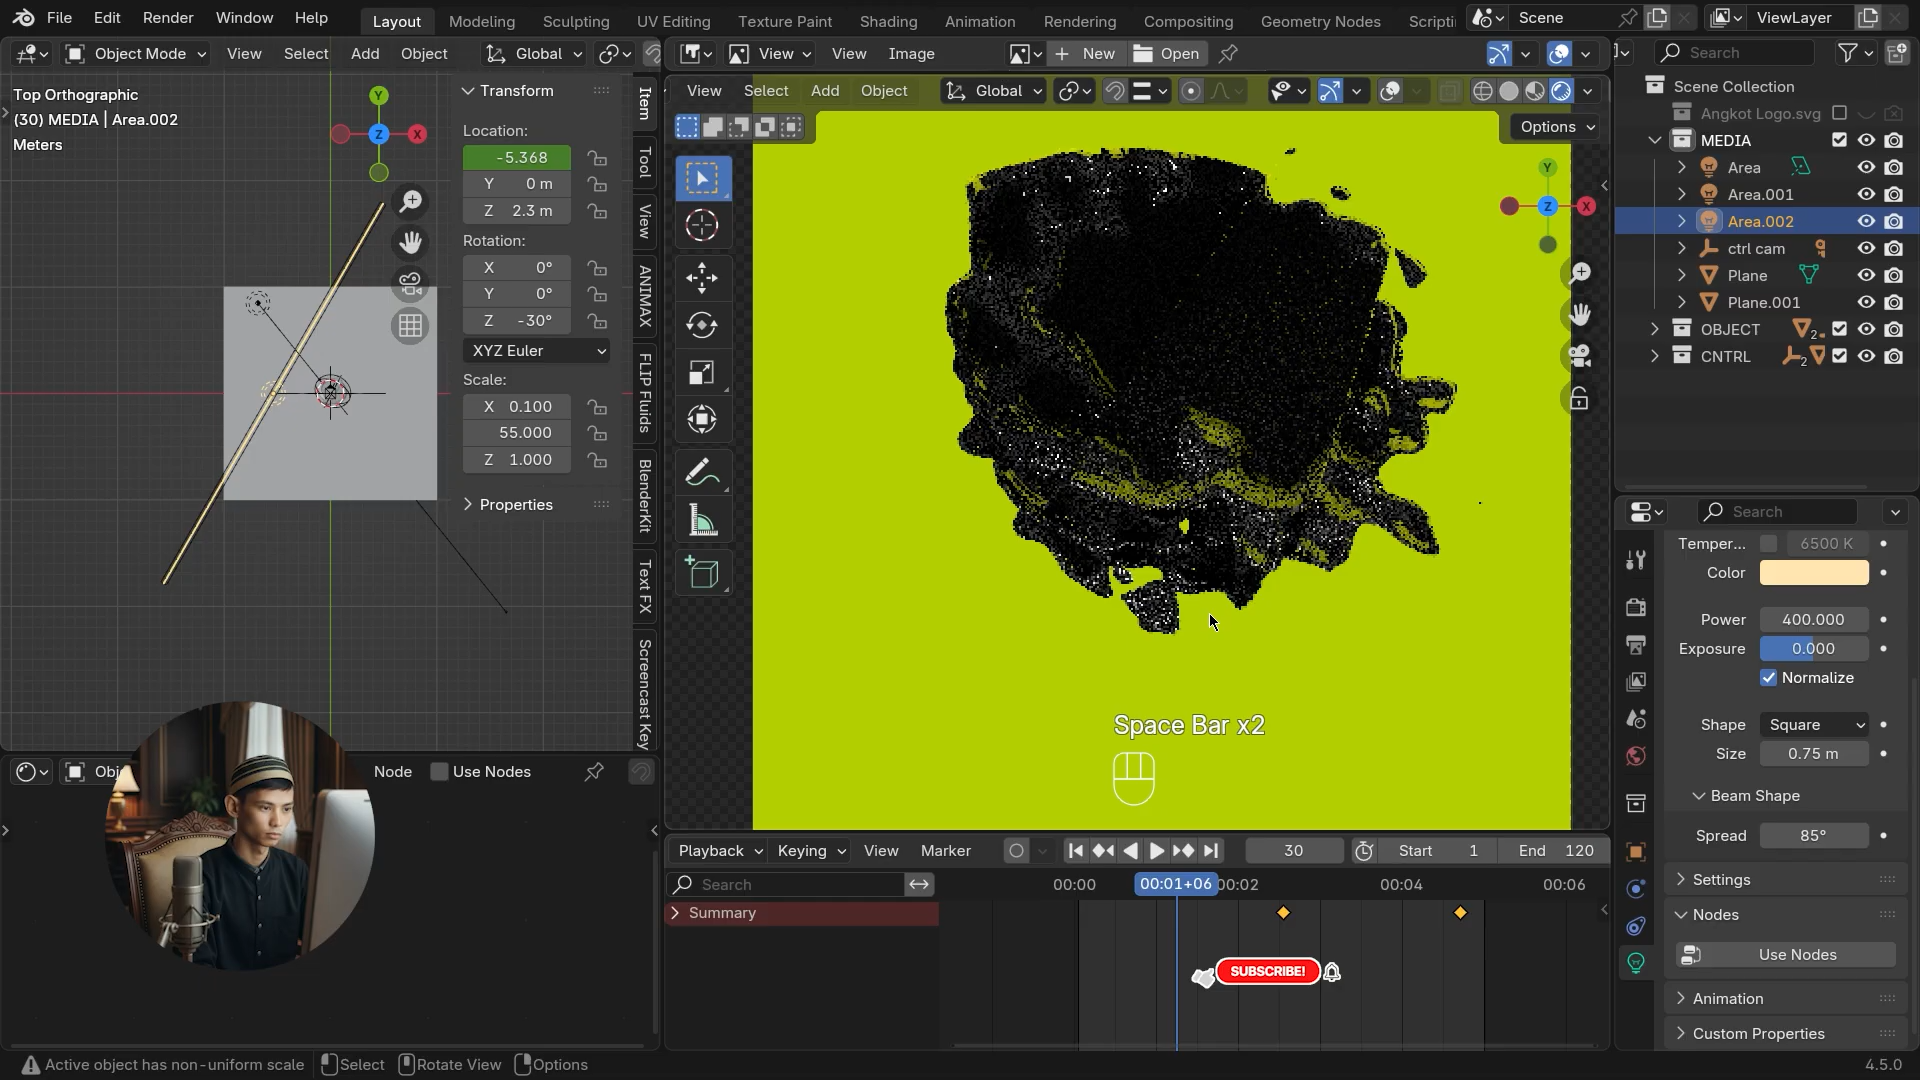 File Edit Render Window Help
Layout Modeling Sculpting UV Editing Texture Paint Shading Animation Rendering Compositing Geometry Nodes Scripti
Scene
ViewLayer
Object Mode View Select Add Object Global
View View Image New Open
Search
Top Orthographic
(30) MEDIA | Area.002
Meters
Y
X
Z
Transform
Location:
-5.368
Y 0 m
Z 2.3 m
Rotation:
X 0°
Y 0°
Z -30°
XYZ Euler
Scale:
X 0.100
55.000
Z 1.000
Properties
Item
Tool
View
ANIMAX
FLIP Fluids
BlenderKit
Text FX
Screencast Key
View Select Add Object Global
Options
Y
Z
X
Space Bar x2
Scene Collection
Angkot Logo.svg
MEDIA
Area
Area.001
Area.002
ctrl cam
Plane
Plane.001
OBJECT 2
CNTRL 2
Search
Temper... 6500 K
Color
Power 400.000
Exposure 0.000
Normalize
Shape Square
Size 0.75 m
Beam Shape
Spread 85°
Settings
Nodes
Use Nodes
Animation
Custom Properties
Obj
Node Use Nodes
Playback Keying View Marker 30 Start 1 End 120
Search
00:00 00:01+06 00:02 00:04 00:06
Summary
SUBSCRIBE!
Active object has non-uniform scale Select Rotate View Options 4.5.0